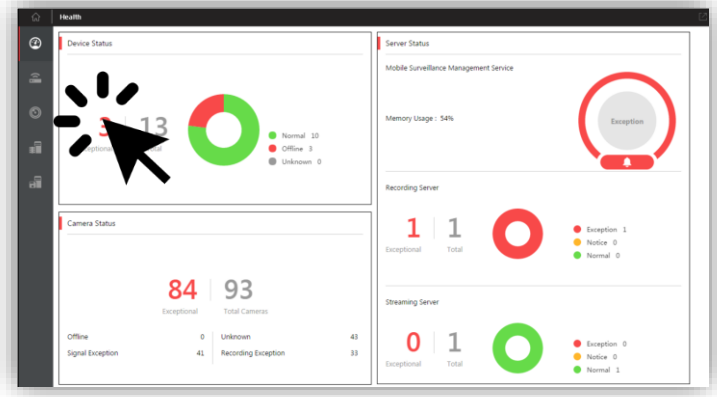 Health
Device Status
3 13
Exceptional Total
Normal 10
Offline 3
Unknown 0
Camera Status
84 93
Exceptional Total Cameras
Offline 0 Unknown 43
Signal Exception 41 Recording Exception 33
Server Status
Mobile Surveillance Management Service
Memory Usage : 54%
Exception
Recording Server
1 1
Exceptional Total
Exception 1
Notice 0
Normal 0
Streaming Server
0 1
Exceptional Total
Exception 0
Notice 0
Normal 1